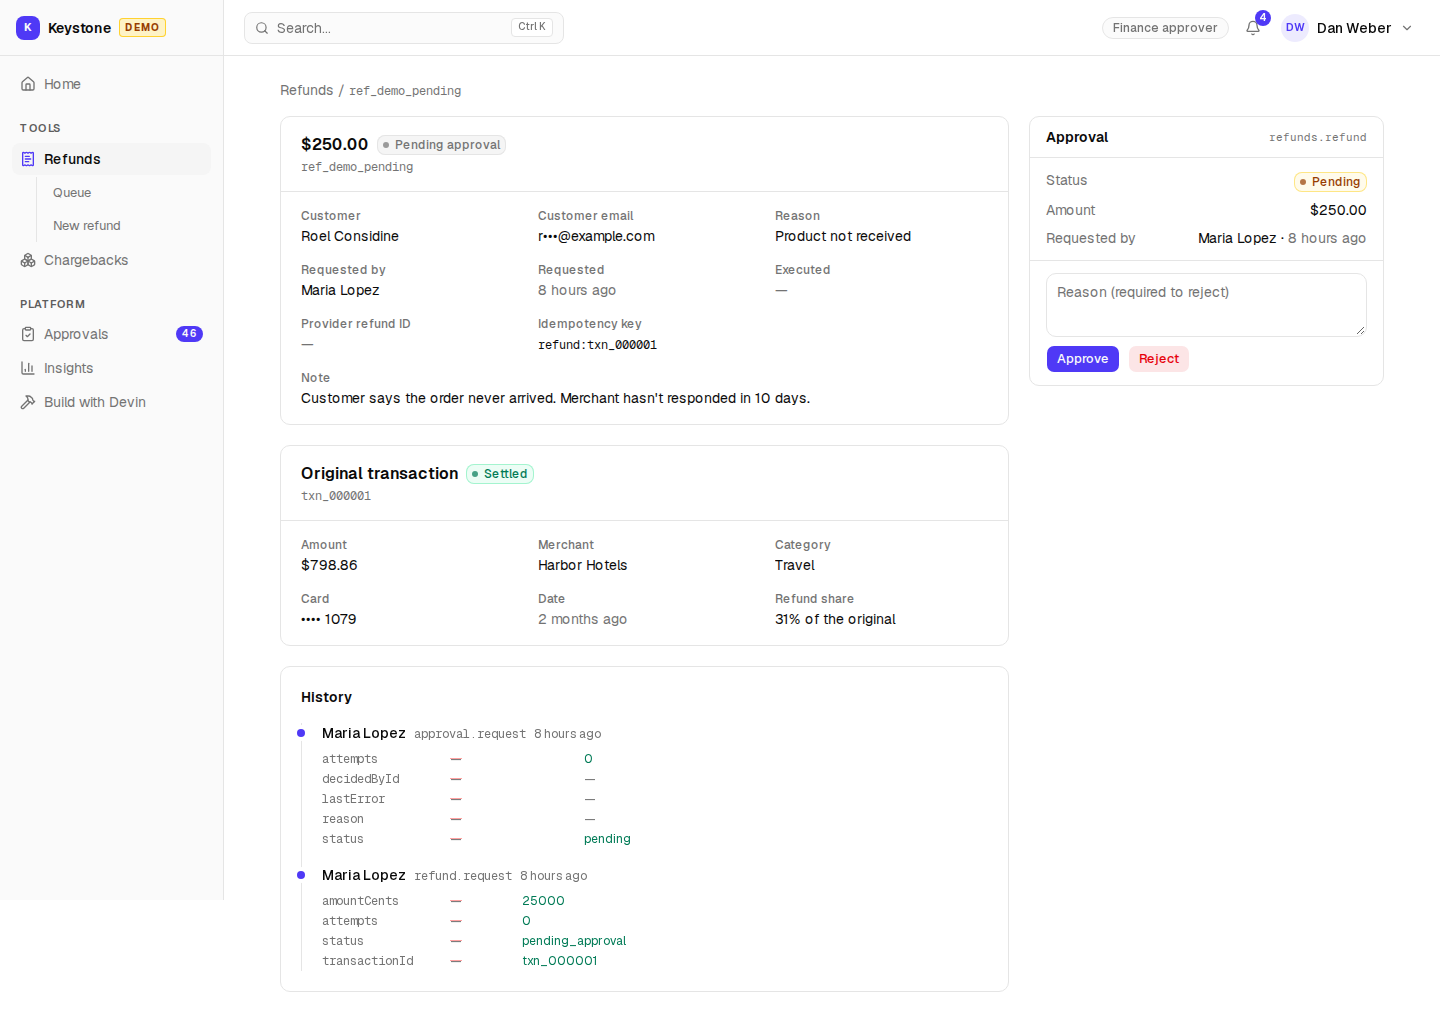 K Keystone DEMO
Search... Ctrl K
Finance approver
4
DW Dan Weber
Home
TOOLS
Refunds
Queue
New refund
Chargebacks
PLATFORM
Approvals 46
Insights
Build with Devin
Refunds / ref_demo_pending
$250.00 Pending approval
ref_demo_pending
Customer Customer email Reason
Roel Considine r•••@example.com Product not received
Requested by Requested Executed
Maria Lopez 8 hours ago —
Provider refund ID Idempotency key
— refund:txn_000001
Note
Customer says the order never arrived. Merchant hasn't responded in 10 days.
Original transaction Settled
txn_000001
Amount Merchant Category
$798.86 Harbor Hotels Travel
Card Date Refund share
•••• 1079 2 months ago 31% of the original
History
Maria Lopez approval.request 8 hours ago
attempts — 0
decidedById — —
lastError — —
reason — —
status — pending
Maria Lopez refund.request 8 hours ago
amountCents — 25000
attempts — 0
status — pending_approval
transactionId — txn_000001
Approval refunds.refund
Status Pending
Amount $250.00
Requested by Maria Lopez · 8 hours ago
Reason (required to reject)
Approve Reject